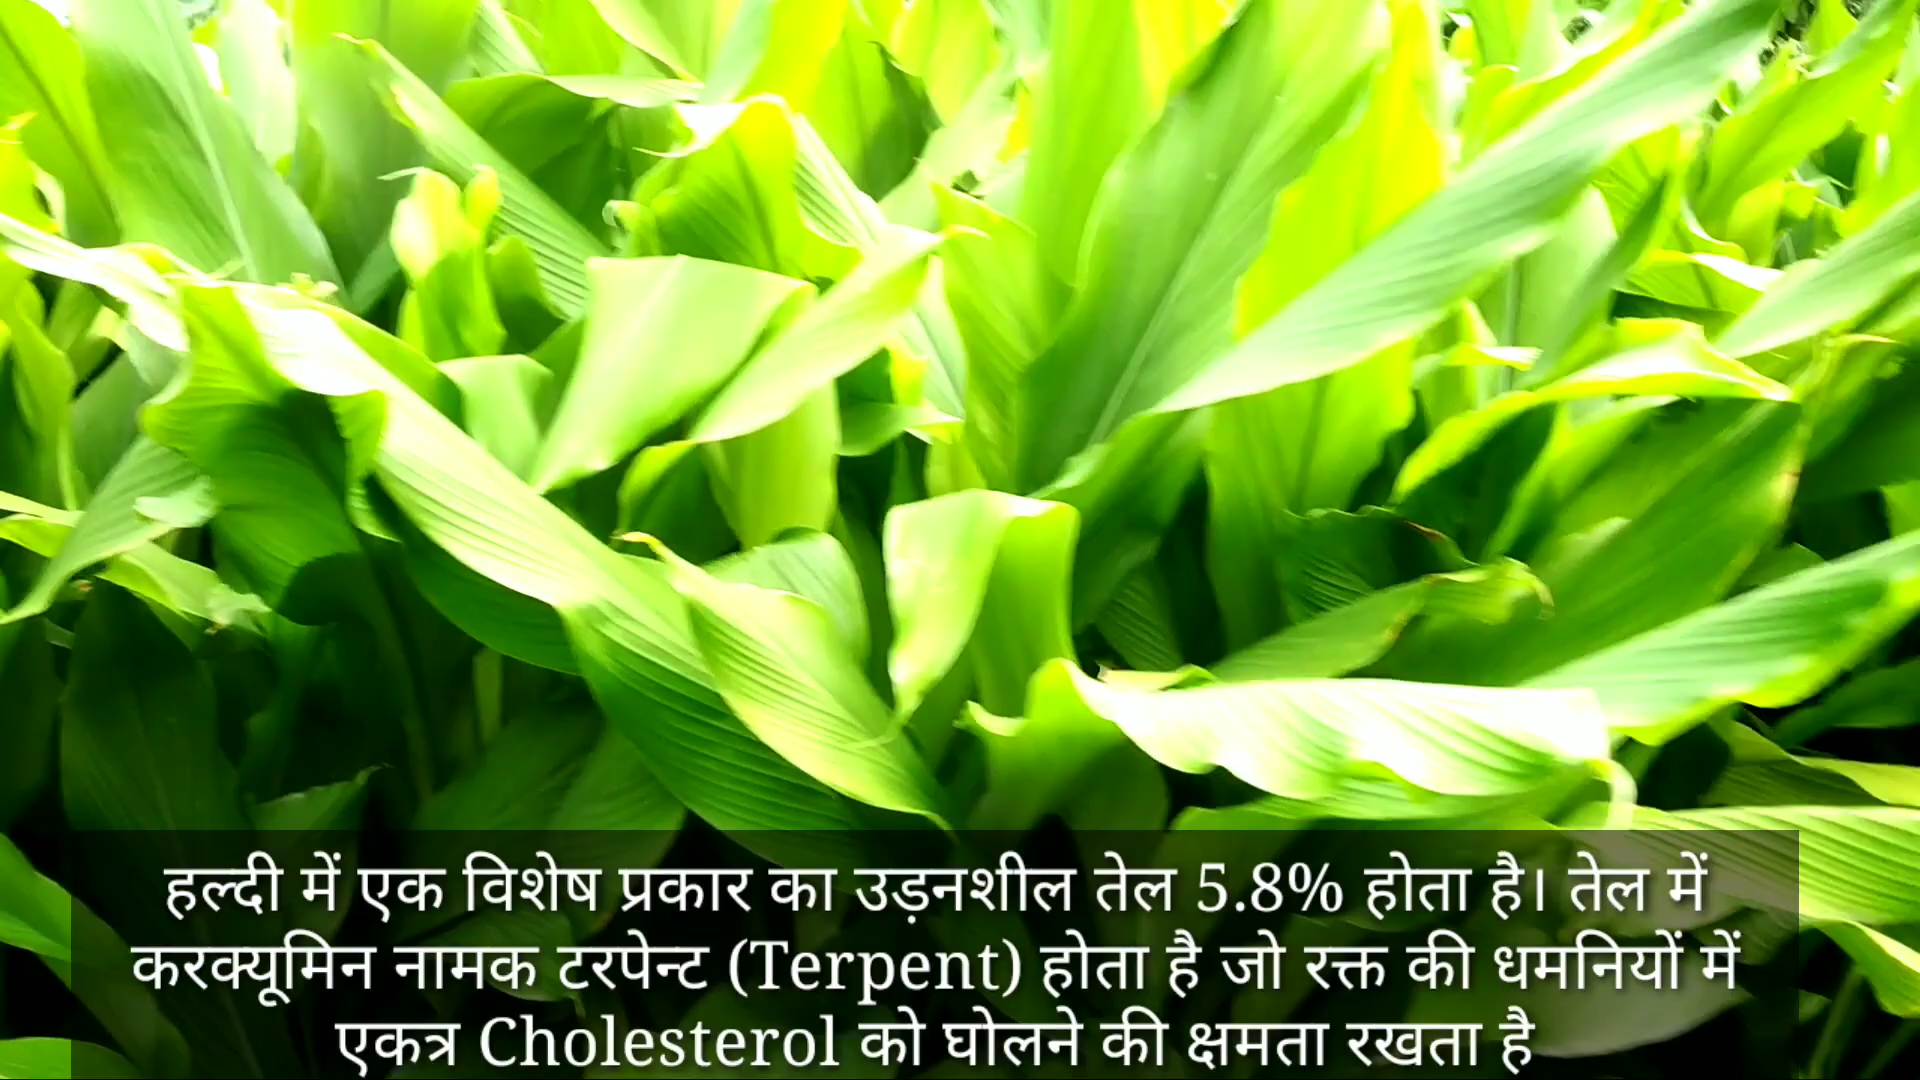 हल्दी में एक विशेष प्रकार का उड़नशील तेल 5.8% होता है। तेल में
करक्यूमिन नामक टरपेन्ट (Terpent) होता है जो रक्त की धमनियों में
एकत्र Cholesterol को घोलने की क्षमता रखता है